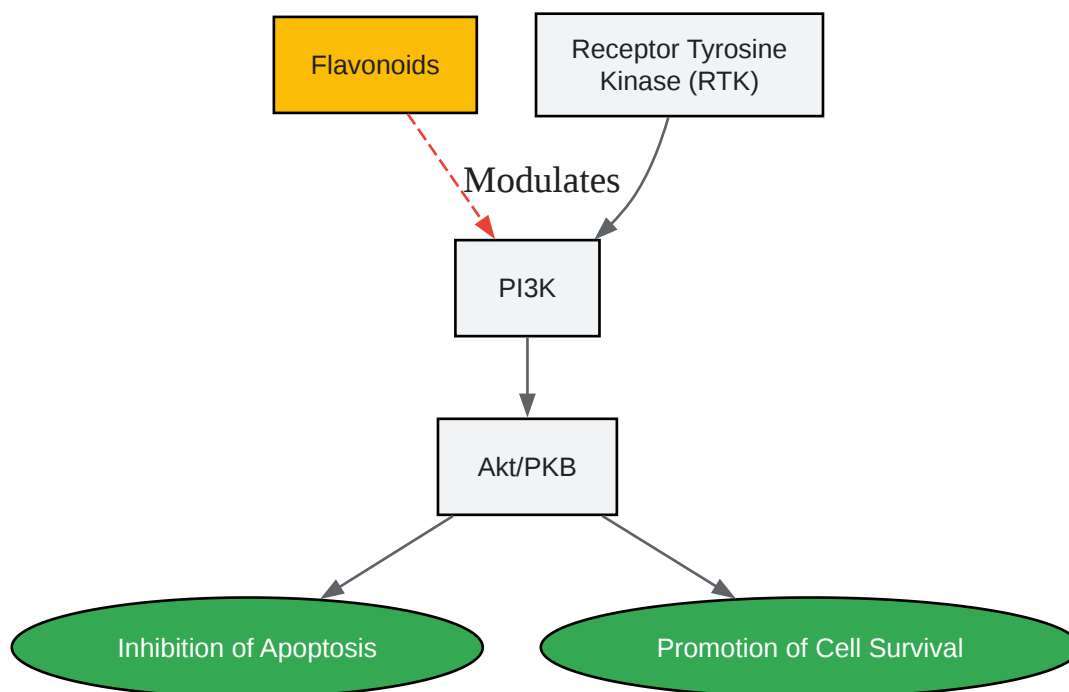 Flavonoids
Receptor Tyrosine
Kinase (RTK)
Modulates
PI3K
Akt/PKB
Inhibition of Apoptosis
Promotion of Cell Survival